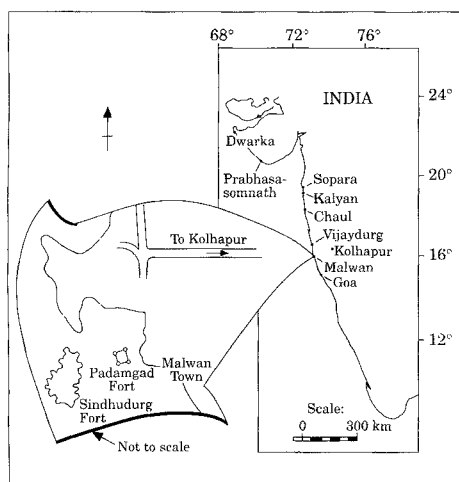 68° 72° 76°
INDIA
24°
Dwarka
Prabhasa-
somnath
Sopara
20°
Kalyan
Chaul
Vijaydurg
To Kolhapur
Kolhapur
16°
Malwan
Goa
12°
Padamgad
Fort
Malwan
Town
Sindhudurg
Fort
Not to scale
Scale:
0 300 km